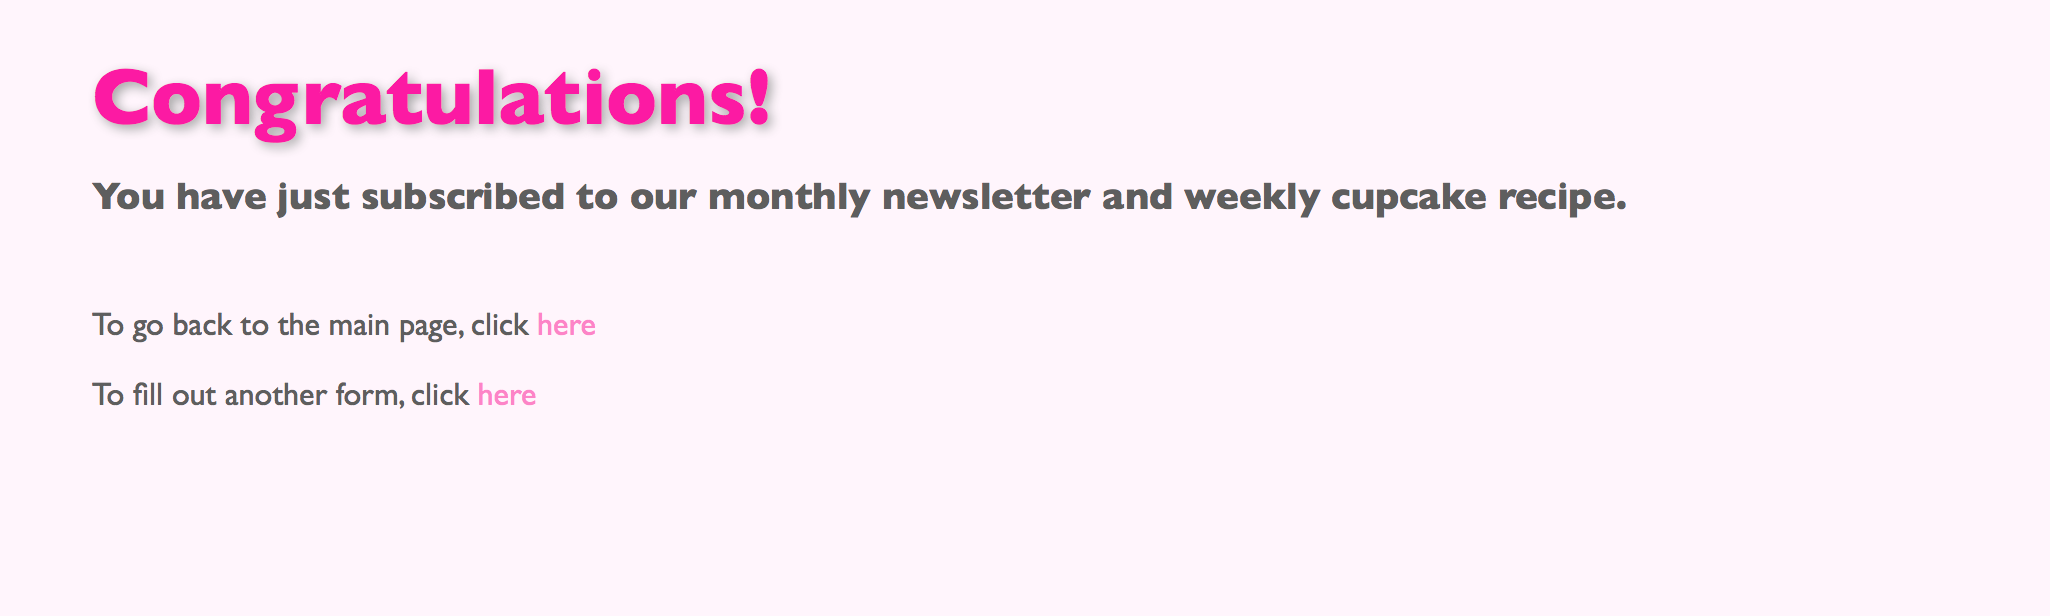 Congratulations!
You have just subscribed to our monthly newsletter and weekly cupcake recipe.
To go back to the main page, click here
To fill out another form, click here